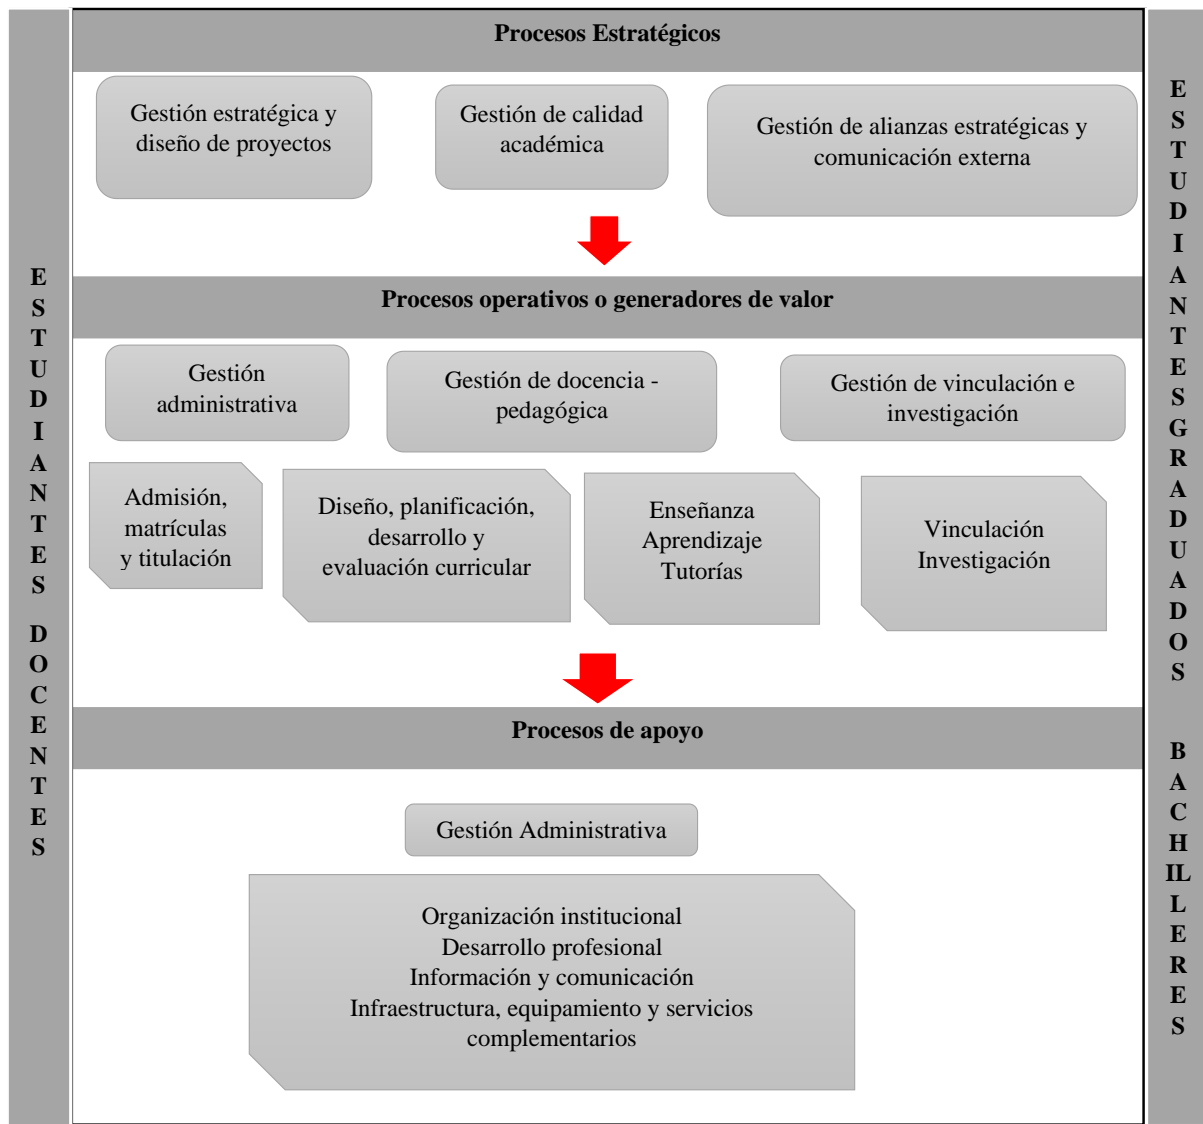 Procesos Estratégicos
Gestión estratégica y
diseño de proyectos
Gestión de calidad
académica
Gestión de alianzas estratégicas y
comunicación externa
Procesos operativos o generadores de valor
Gestión
administrativa
Gestión de docencia -
pedagógica
Gestión de vinculación e
investigación
Admisión,
matrículas
y titulación
Diseño, planificación,
desarrollo y
evaluación curricular
Enseñanza
Aprendizaje
Tutorías
Vinculación
Investigación
Procesos de apoyo
Gestión Administrativa
Organización institucional
Desarrollo profesional
Información y comunicación
Infraestructura, equipamiento y servicios
complementarios
ESTUDIANTES DOCENTES
ESTUDIANTESGRADUADOS BACHILLERES